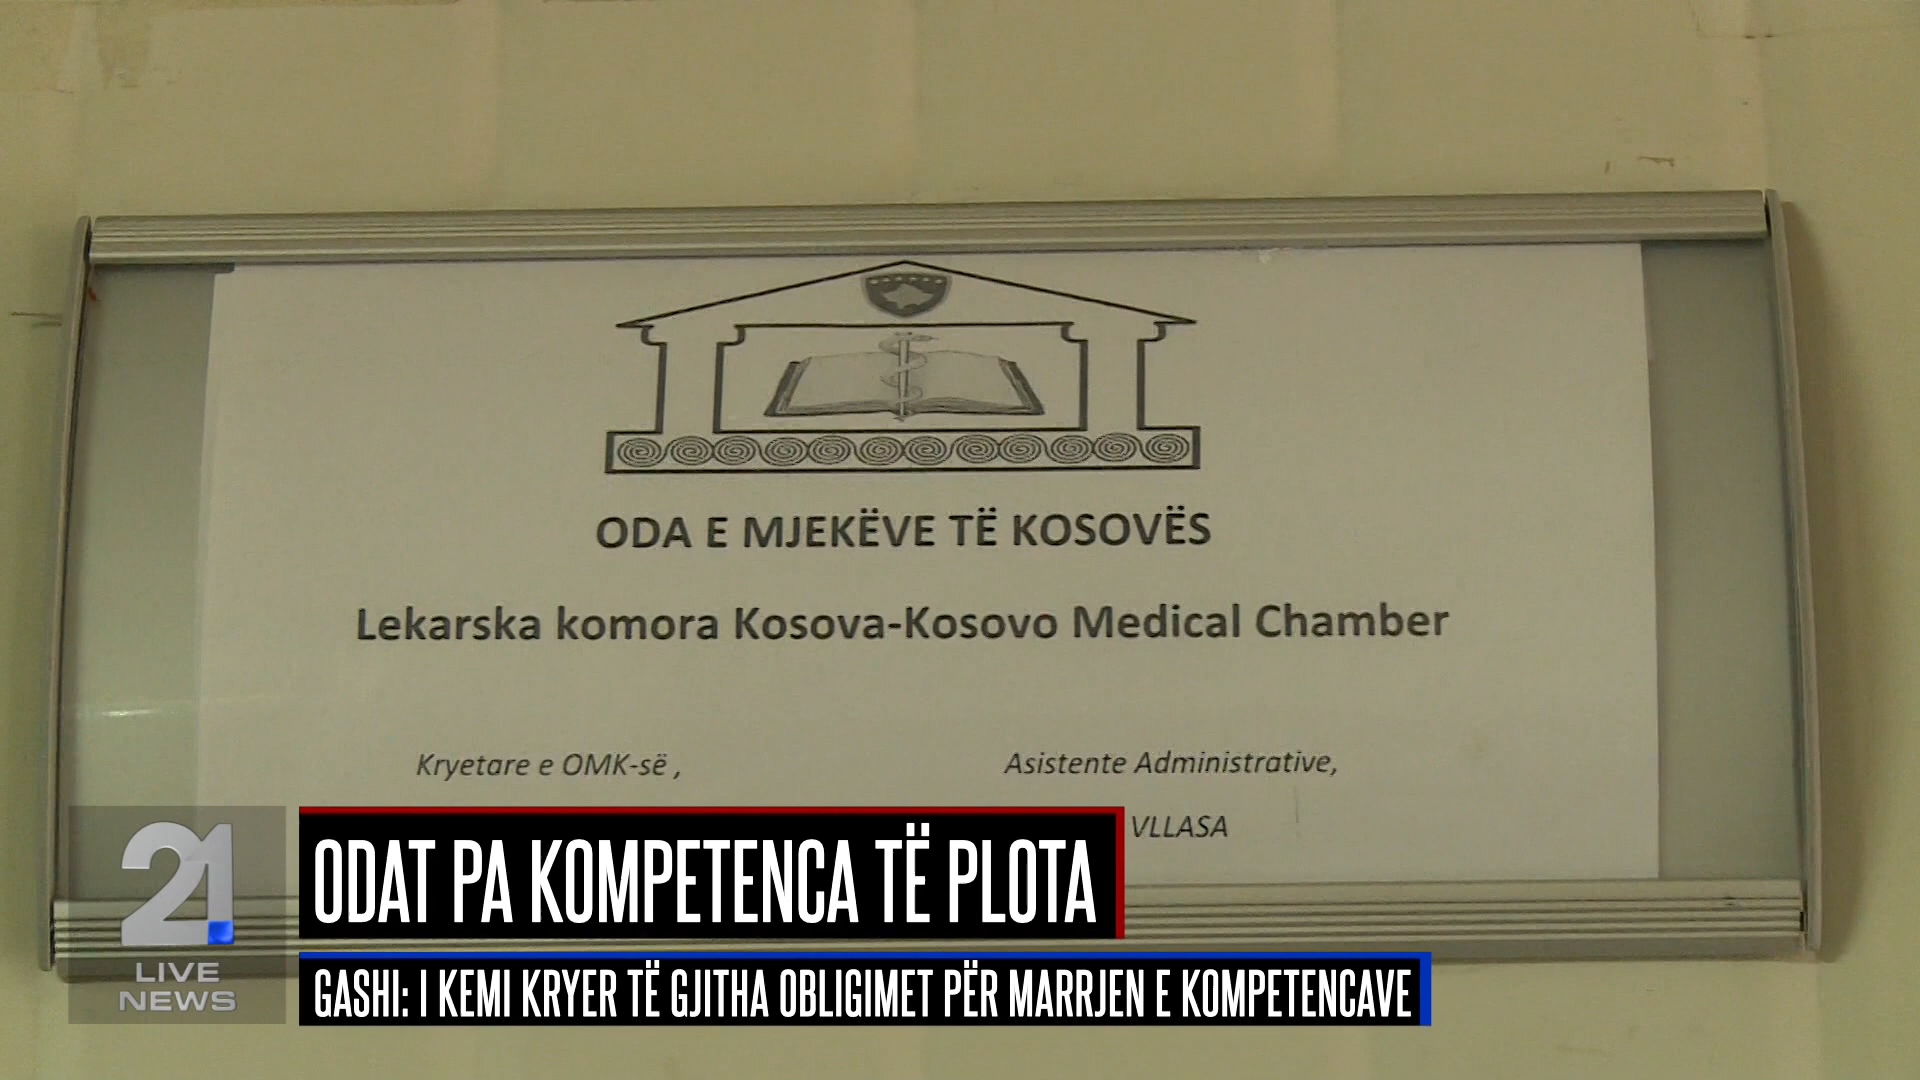 ODA E MJEKËVE TË KOSOVËS
Lekarska komora Kosova-Kosovo Medical Chamber
Kryetare e OMK-së ,
Asistente Administrative,
VLLASA
21
LIVE
NEWS
ODAT PA KOMPETENCA TË PLOTA
GASHI: I KEMI KRYER TË GJITHA OBLIGIMET PËR MARRJEN E KOMPETENCAVE